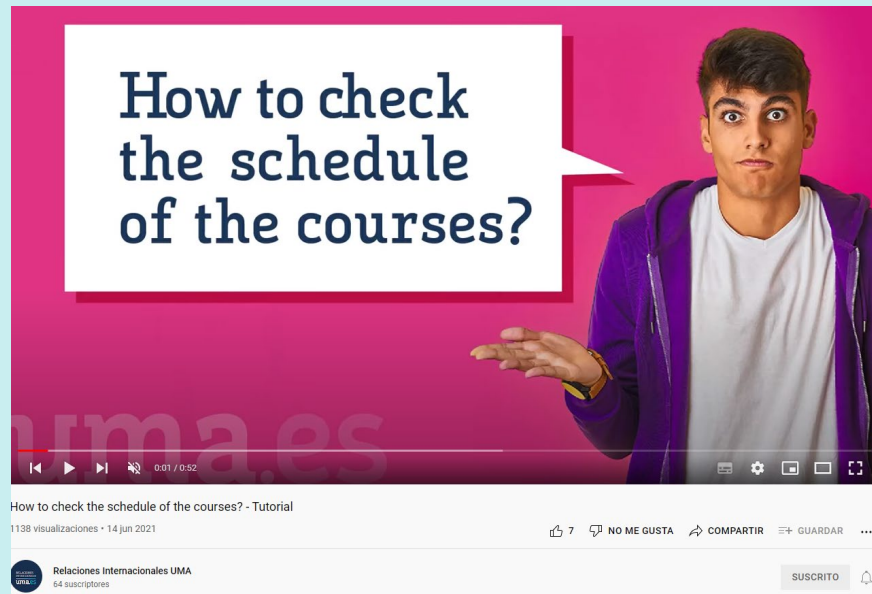 How to check
the schedule
of the courses?
uma.es
0:01 / 0:52
How to check the schedule of the courses? - Tutorial
1138 visualizaciones • 14 jun 2021
7 NO ME GUSTA COMPARTIR GUARDAR
Relaciones Internacionales UMA
64 suscriptores
SUSCRITO
uma.es